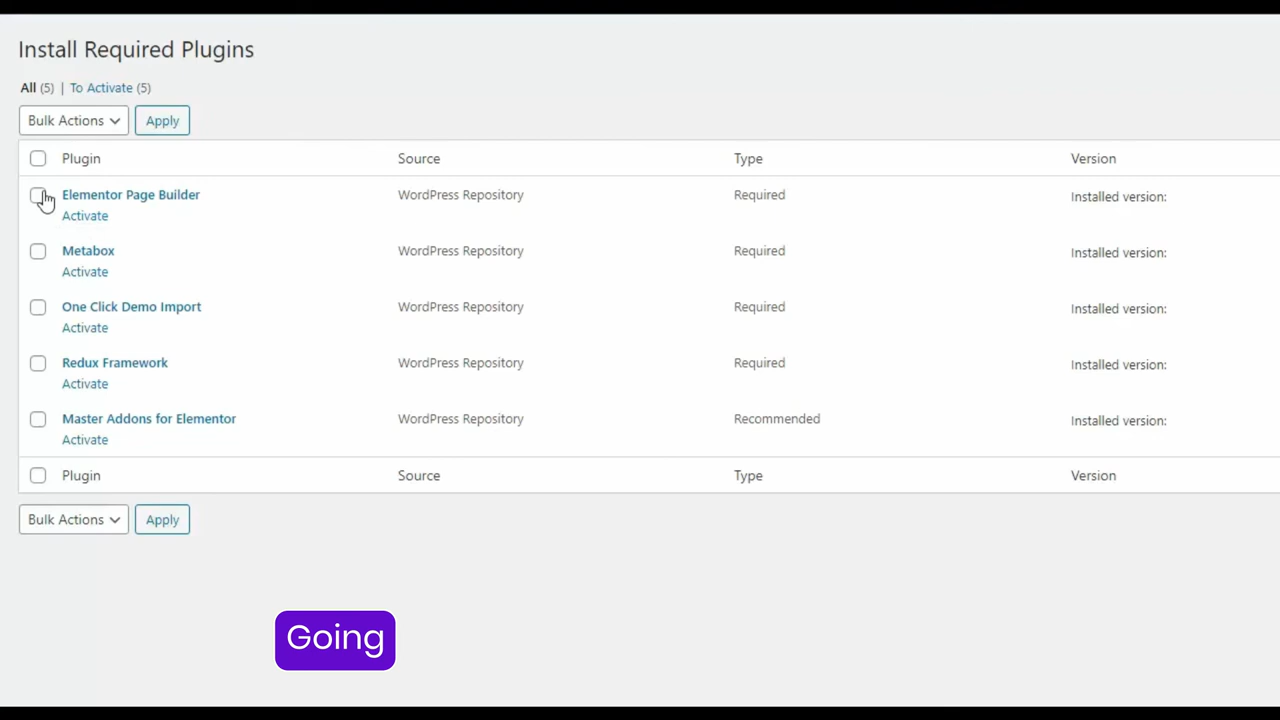 Install Required Plugins
All (5) | To Activate (5)
Bulk Actions Apply
Plugin Source Type Version
Elementor Page Builder WordPress Repository Required Installed version:
Activate
Metabox WordPress Repository Required Installed version:
Activate
One Click Demo Import WordPress Repository Required Installed version:
Activate
Redux Framework WordPress Repository Required Installed version:
Activate
Master Addons for Elementor WordPress Repository Recommended Installed version:
Activate
Plugin Source Type Version
Bulk Actions Apply
Going